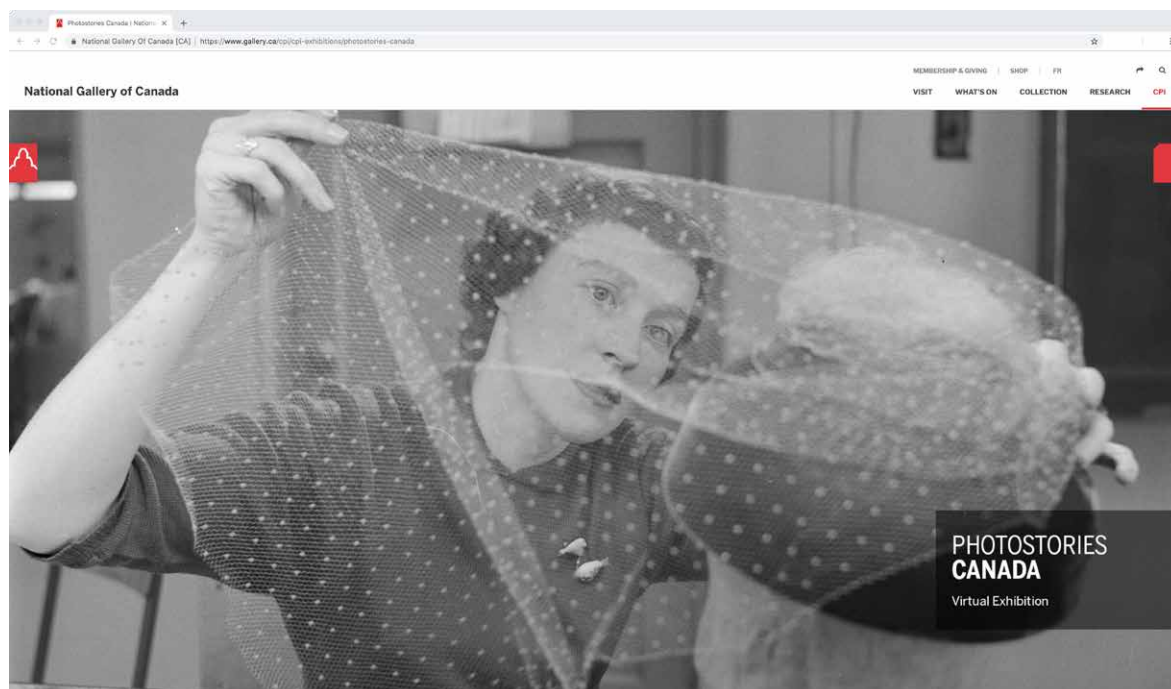 Photostories Canada | Nationa
National Gallery Of Canada [CA] | https://www.gallery.ca/cpi/cpi-exhibitions/photostories-canada
MEMBERSHIP & GIVING | SHOP | FR
National Gallery of Canada
VISIT WHAT'S ON COLLECTION RESEARCH CPI
PHOTOSTORIES
CANADA
Virtual Exhibition